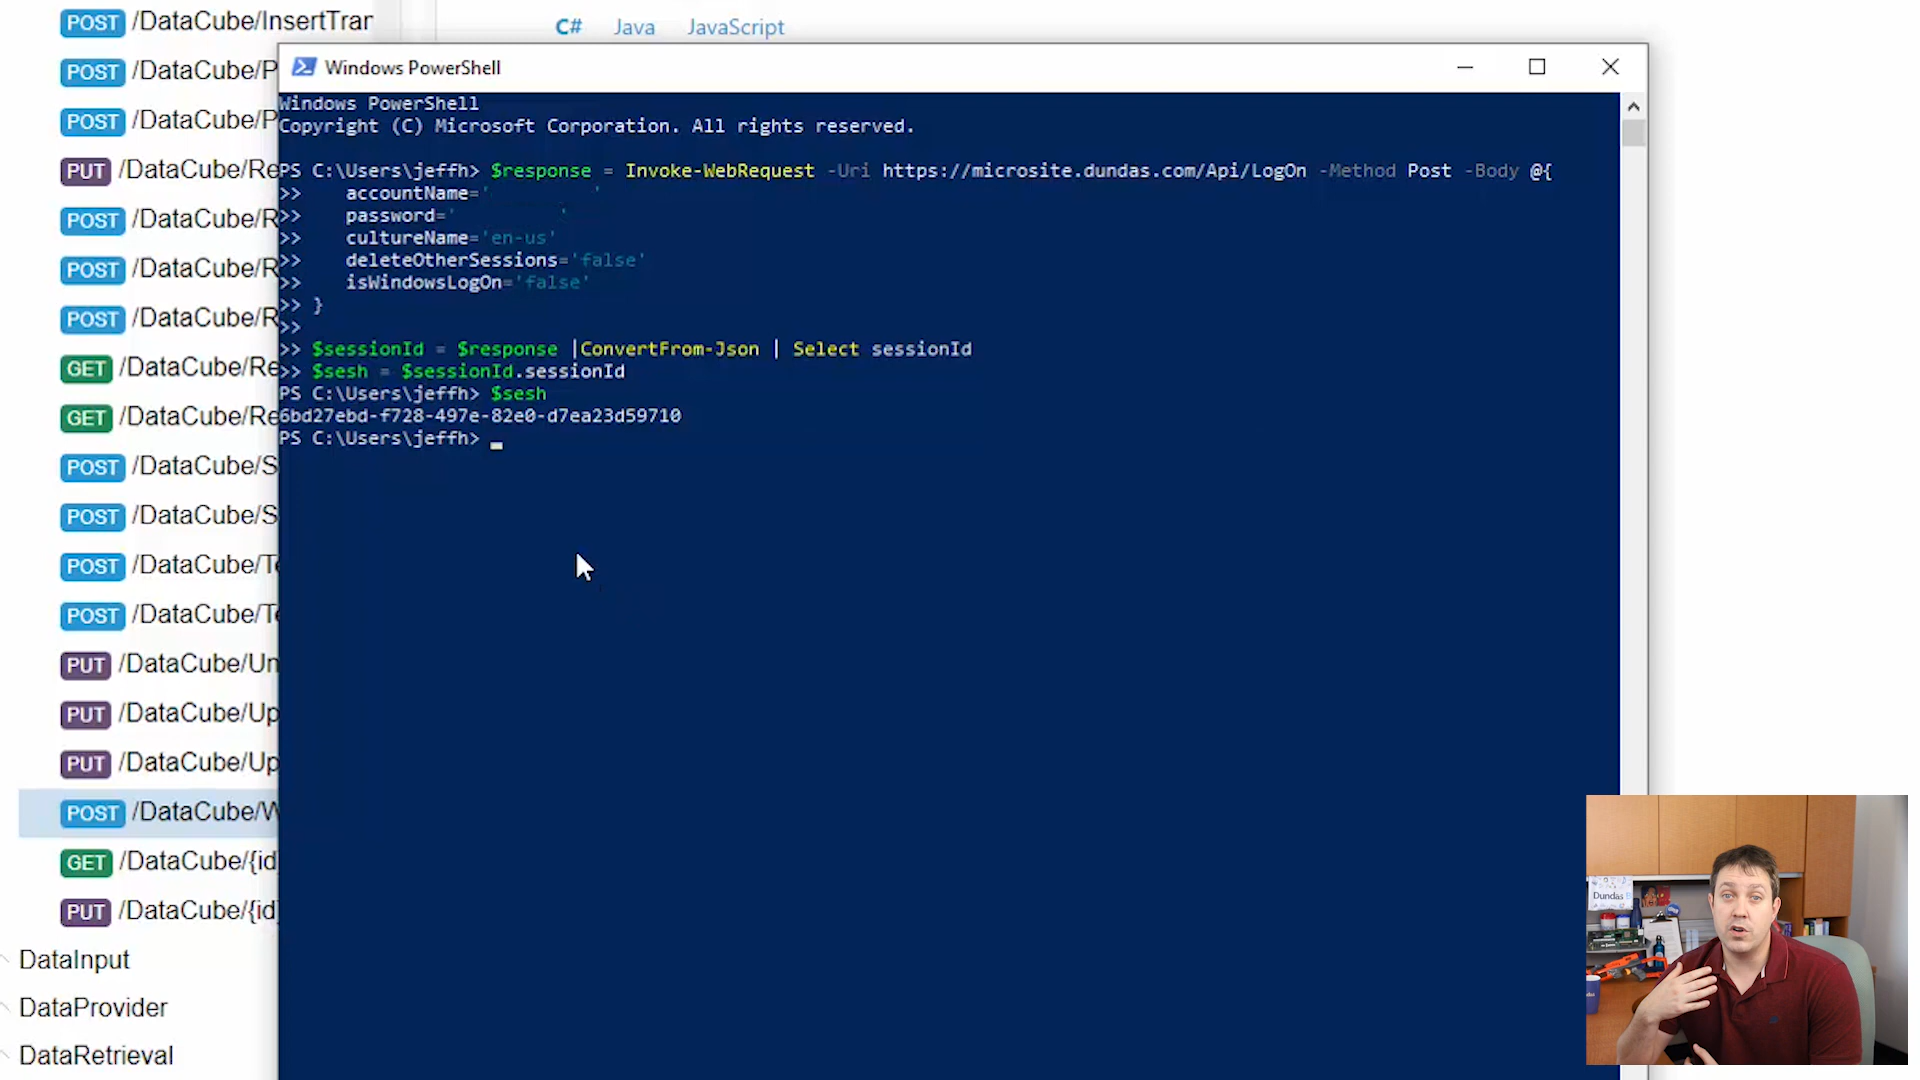 POST /DataCube/InsertTran
POST /DataCube/P
POST /DataCube/P
PUT /DataCube/Re
POST /DataCube/R
POST /DataCube/R
POST /DataCube/R
GET /DataCube/Re
GET /DataCube/Re
POST /DataCube/S
POST /DataCube/S
POST /DataCube/Te
POST /DataCube/Te
PUT /DataCube/Un
PUT /DataCube/Up
PUT /DataCube/Up
POST /DataCube/W
GET /DataCube/{id
PUT /DataCube/{id
DataInput
DataProvider
DataRetrieval
C# Java JavaScript
Windows PowerShell
Windows PowerShell
Copyright (C) Microsoft Corporation. All rights reserved.
PS C:\Users\jeffh> $response = Invoke-WebRequest -Uri https://microsite.dundas.com/Api/LogOn -Method Post -Body @{
>> accountName=' '
>> password=' '
>> cultureName='en-us'
>> deleteOtherSessions='false'
>> isWindowsLogOn='false'
>> }
>>
>> $sessionId = $response |ConvertFrom-Json | Select sessionId
>> $sesh = $sessionId.sessionId
PS C:\Users\jeffh> $sesh
6bd27ebd-f728-497e-82e0-d7ea23d59710
PS C:\Users\jeffh> _
Dundas